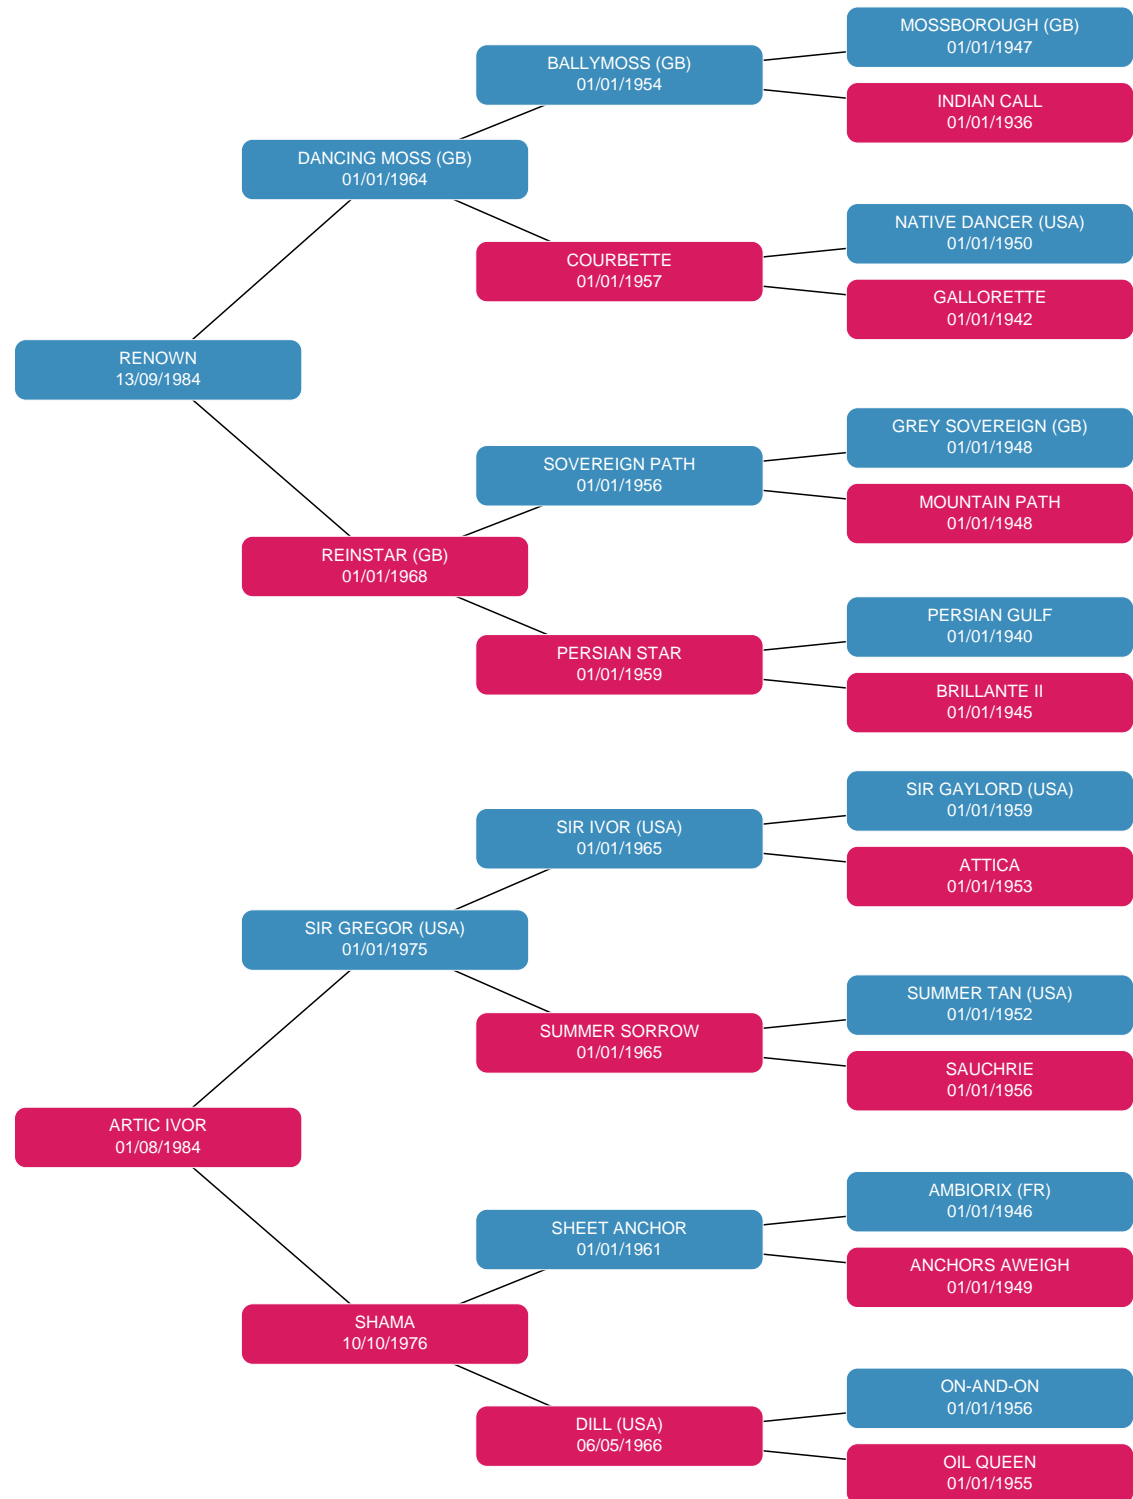 MOSSBOROUGH (GB)
01/01/1947
BALLYMOSS (GB)
01/01/1954
INDIAN CALL
01/01/1936
DANCING MOSS (GB)
01/01/1964
NATIVE DANCER (USA)
01/01/1950
COURBETTE
01/01/1957
GALLORETTE
01/01/1942
RENOWN
13/09/1984
GREY SOVEREIGN (GB)
01/01/1948
SOVEREIGN PATH
01/01/1956
MOUNTAIN PATH
01/01/1948
REINSTAR (GB)
01/01/1968
PERSIAN GULF
01/01/1940
PERSIAN STAR
01/01/1959
BRILLANTE II
01/01/1945
SIR GAYLORD (USA)
01/01/1959
SIR IVOR (USA)
01/01/1965
ATTICA
01/01/1953
SIR GREGOR (USA)
01/01/1975
SUMMER TAN (USA)
01/01/1952
SUMMER SORROW
01/01/1965
SAUCHRIE
01/01/1956
ARTIC IVOR
01/08/1984
AMBIORIX (FR)
01/01/1946
SHEET ANCHOR
01/01/1961
ANCHORS AWEIGH
01/01/1949
SHAMA
10/10/1976
ON-AND-ON
01/01/1956
DILL (USA)
06/05/1966
OIL QUEEN
01/01/1955